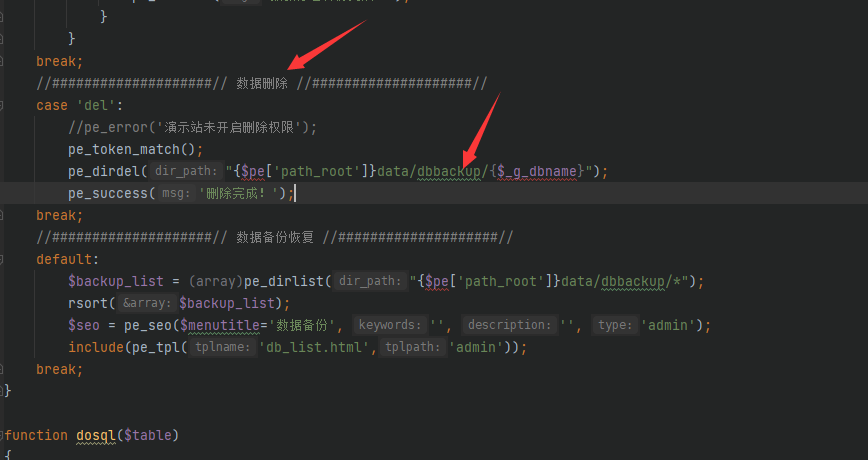 }
}
break;
//####################// 数据删除 //####################//
case 'del':
//pe_error('演示站未开启删除权限');
pe_token_match();
pe_dirdel( dir_path: "{$pe['path_root']}data/dbbackup/{$_g_dbname}");
pe_success( msg: '删除完成! ');
break;
//####################// 数据备份恢复 //####################//
default:
$backup_list = (array)pe_dirlist( dir_path: "{$pe['path_root']}data/dbbackup/*");
rsort( &array: $backup_list);
$seo = pe_seo($menutitle='数据备份', keywords: '', description: '', type: 'admin');
include(pe_tpl( tplname: 'db_list.html', tplpath: 'admin'));
break;
}
function dosql($table)
{